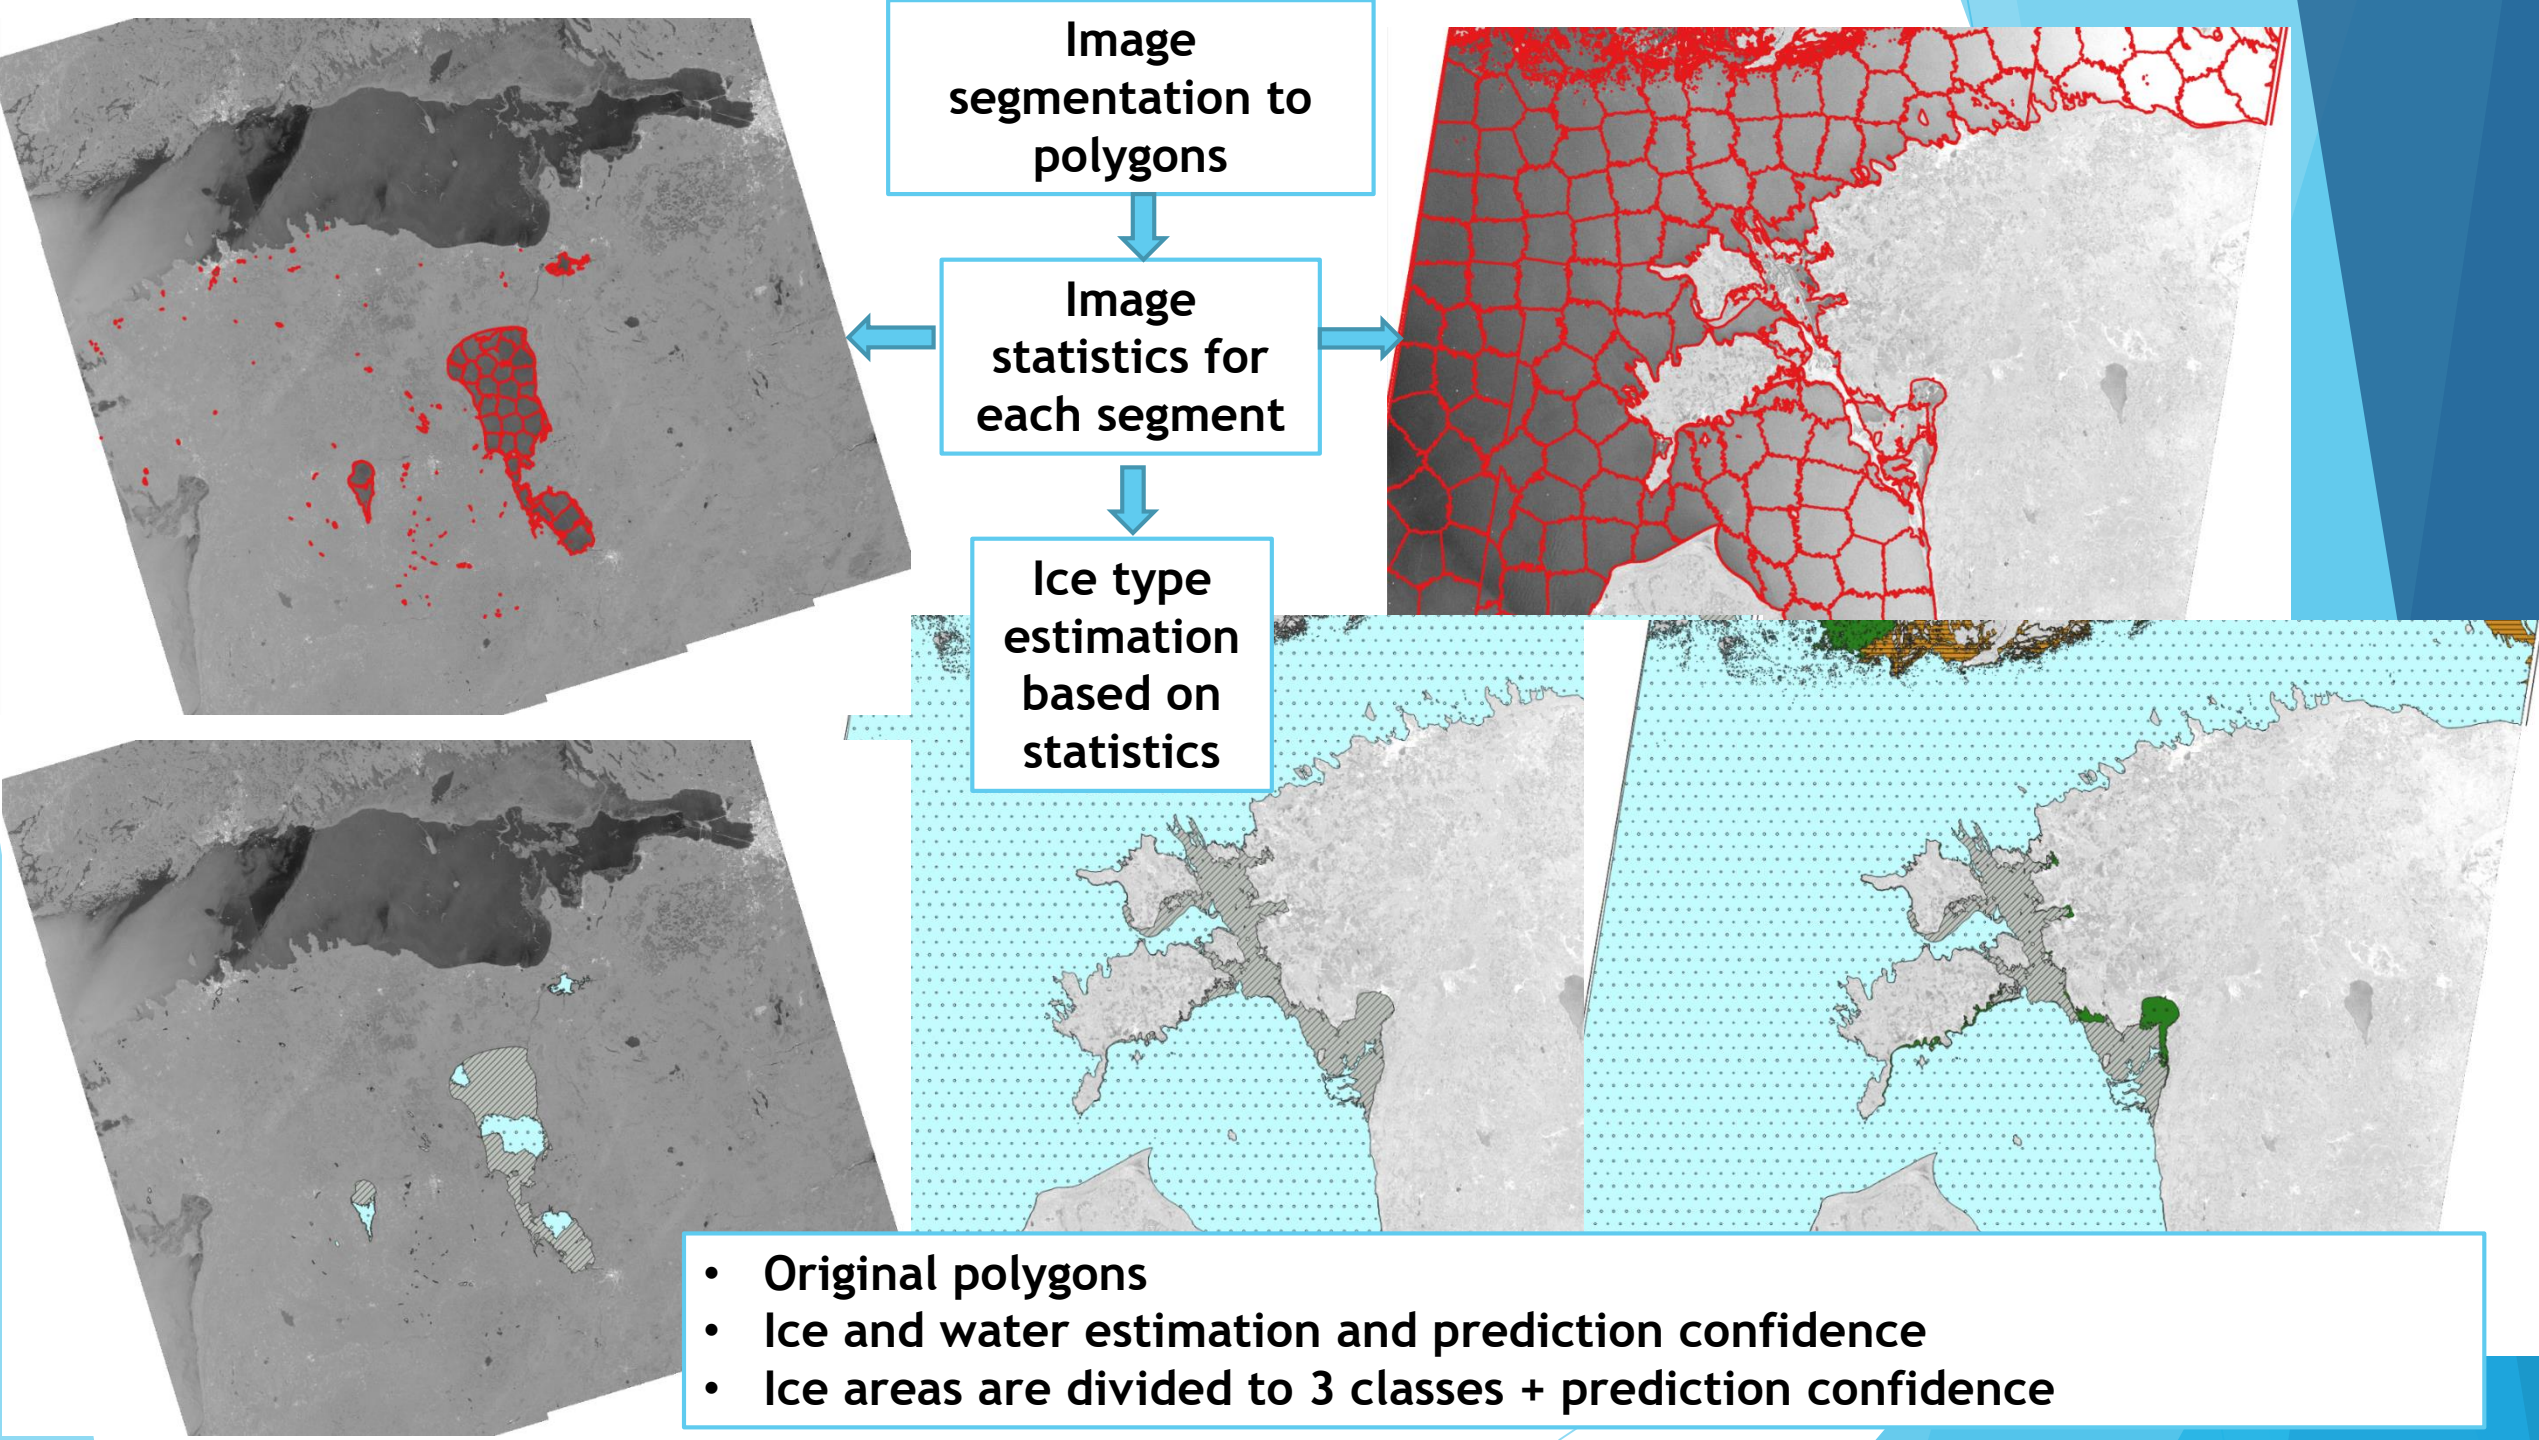 Image
segmentation to
polygons
Image
statistics for
each segment
Ice type
estimation
based on
statistics
• Original polygons
• Ice and water estimation and prediction confidence
• Ice areas are divided to 3 classes + prediction confidence